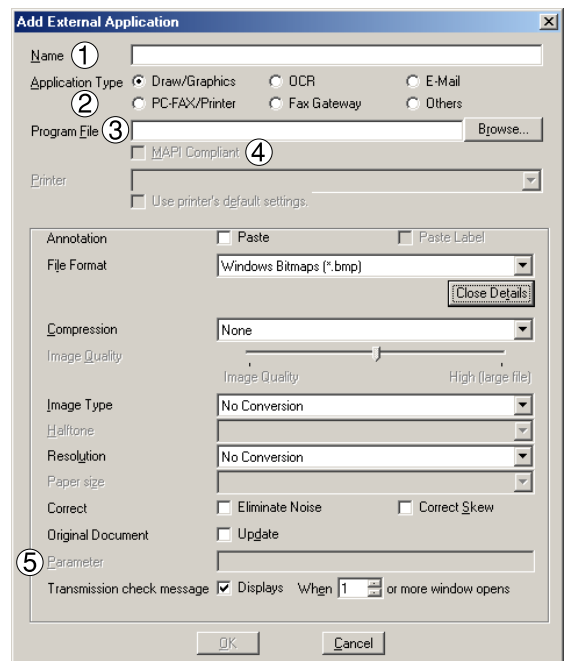 Add External Application
Name ①
Application Type Draw/Graphics OCR E-Mail
② PC-FAX/Printer Fax Gateway Others
Program File ③ Browse...
MAPI Compliant ④
Printer
Use printer's default settings.
Annotation Paste Paste Label
File Format Windows Bitmaps (*.bmp)
Close Details
Compression None
Image Quality
Image Quality High (large file)
Image Type No Conversion
Halftone
Resolution No Conversion
Paper size
Correct Eliminate Noise Correct Skew
Original Document Update
⑤ Parameter
Transmission check message Displays When 1 or more window opens
OK Cancel